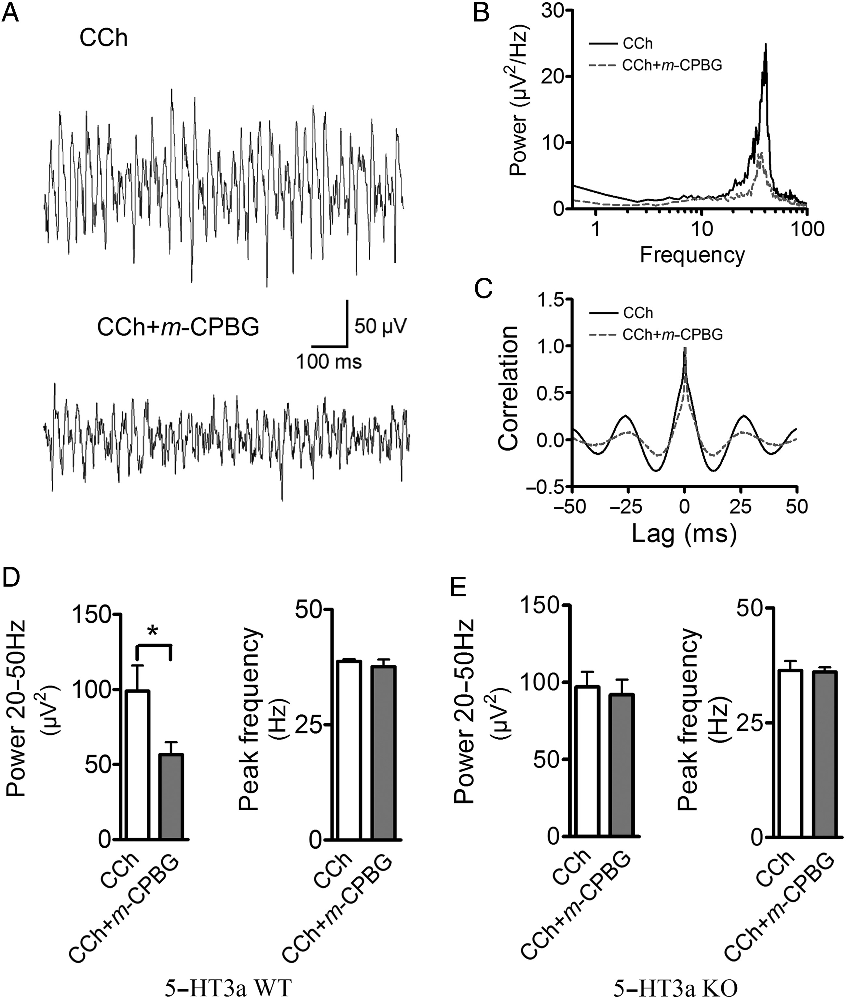 A
CCh
CCh+m-CPBG
50 µV
100 ms
B
Power (µV²/Hz)
30
20
10
0
CCh
CCh+m-CPBG
1 10 100
Frequency
C
Correlation
1.5
1.0
0.5
0.0
–0.5
CCh
CCh+m-CPBG
–50 –25 0 25 50
Lag (ms)
D
Power 20–50Hz
(µV²)
150
100
50
0
*
CCh
CCh+m-CPBG
Peak frequency
(Hz)
50
25
0
CCh
CCh+m-CPBG
5–HT3a WT
E
Power 20–50Hz
(µV²)
150
100
50
0
CCh
CCh+m-CPBG
Peak frequency
(Hz)
50
25
0
CCh
CCh+m-CPBG
5–HT3a KO